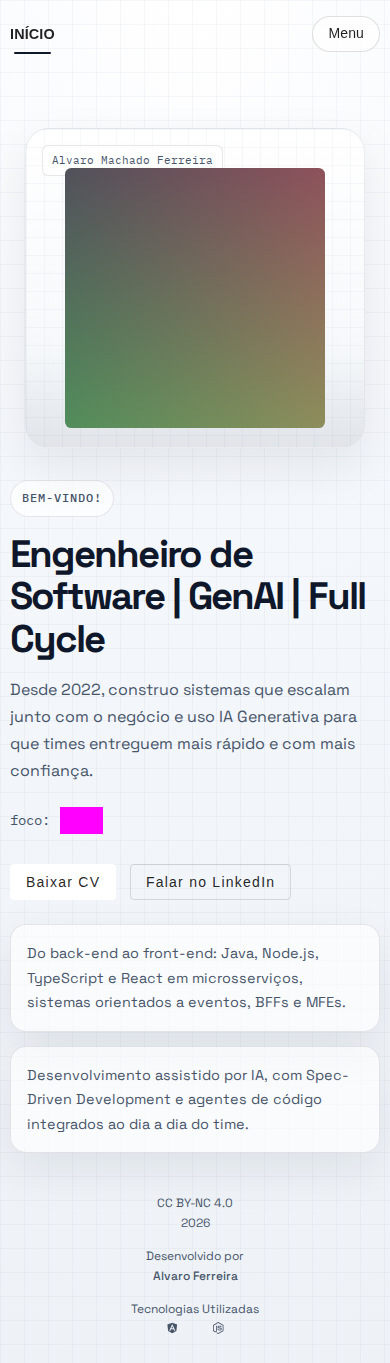 INÍCIO
Menu
Alvaro Machado Ferreira
BEM-VINDO!
Engenheiro de
Software | GenAI | Full
Cycle
Desde 2022, construo sistemas que escalam
junto com o negócio e uso IA Generativa para
que times entreguem mais rápido e com mais
confiança.
foco:
Baixar CV
Falar no LinkedIn
Do back-end ao front-end: Java, Node.js,
TypeScript e React em microsserviços,
sistemas orientados a eventos, BFFs e MFEs.
Desenvolvimento assistido por IA, com Spec-
Driven Development e agentes de código
integrados ao dia a dia do time.
CC BY-NC 4.0
2026
Desenvolvido por
Alvaro Ferreira
Tecnologias Utilizadas